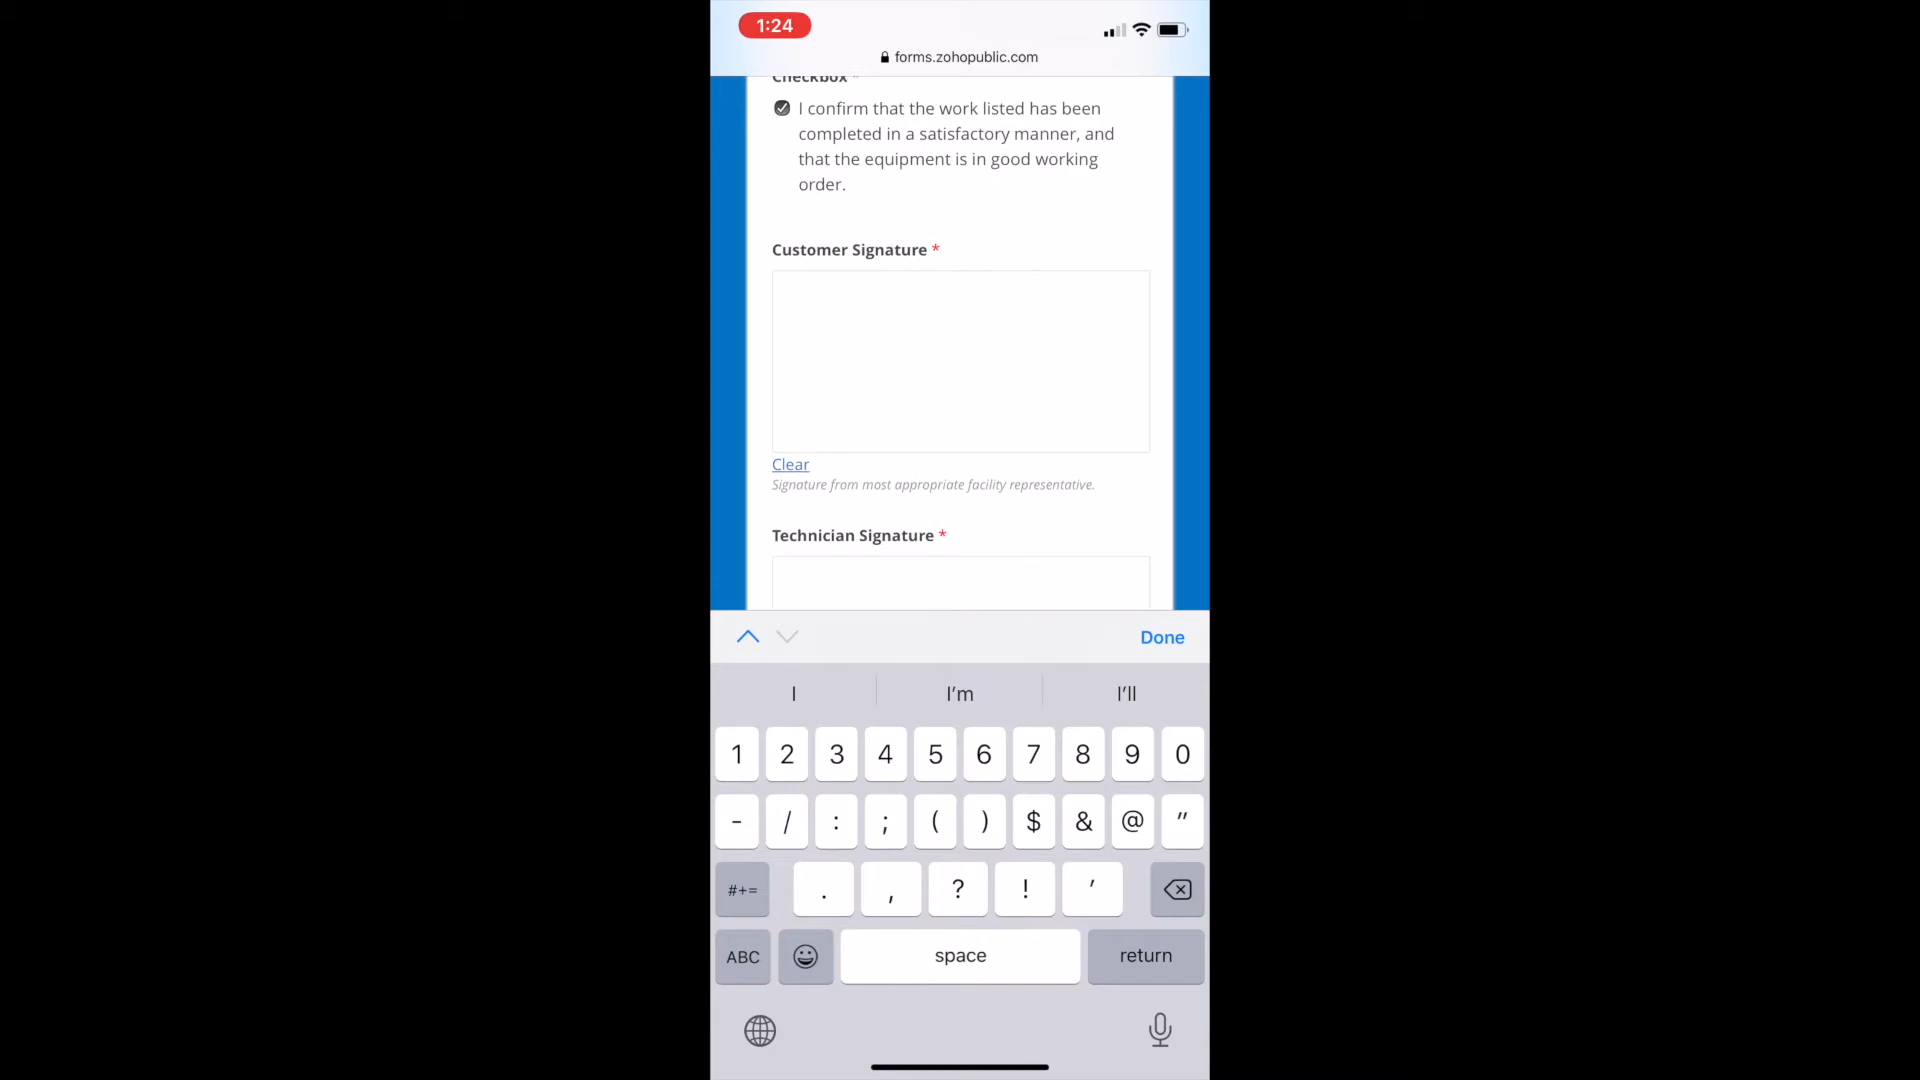 1:24
forms.zohopublic.com
Checkbox *
I confirm that the work listed has been
completed in a satisfactory manner, and
that the equipment is in good working
order.
Customer Signature *
Clear
Signature from most appropriate facility representative.
Technician Signature *
Done
I I’m I’ll
1 2 3 4 5 6 7 8 9 0
- / : ; ( ) $ & @ "
#+= . , ? ! ’
ABC space return